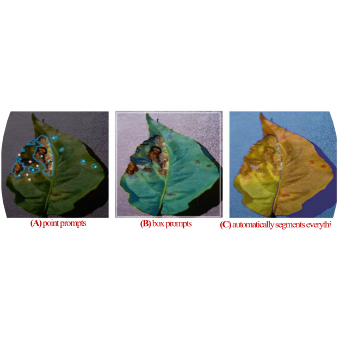 (A) point prompts
(B) box prompts
(C) automatically segments everythi